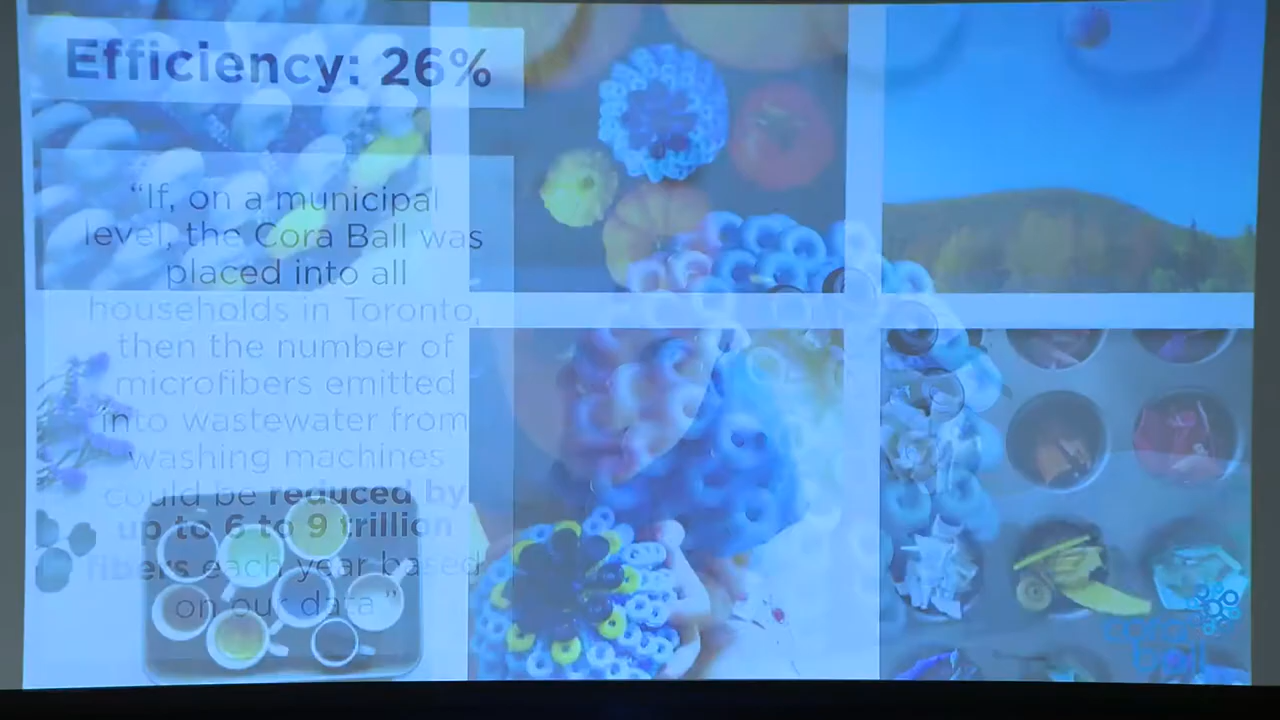 Efficiency: 26%
“If, on a municipal
level, the Cora Ball was
placed into all
households in Toronto,
then the number of
microfibers emitted
into wastewater from
washing machines
could be reduced by
up to 6 to 9 trillion
fibers each year based
on our data.”
cora
ball